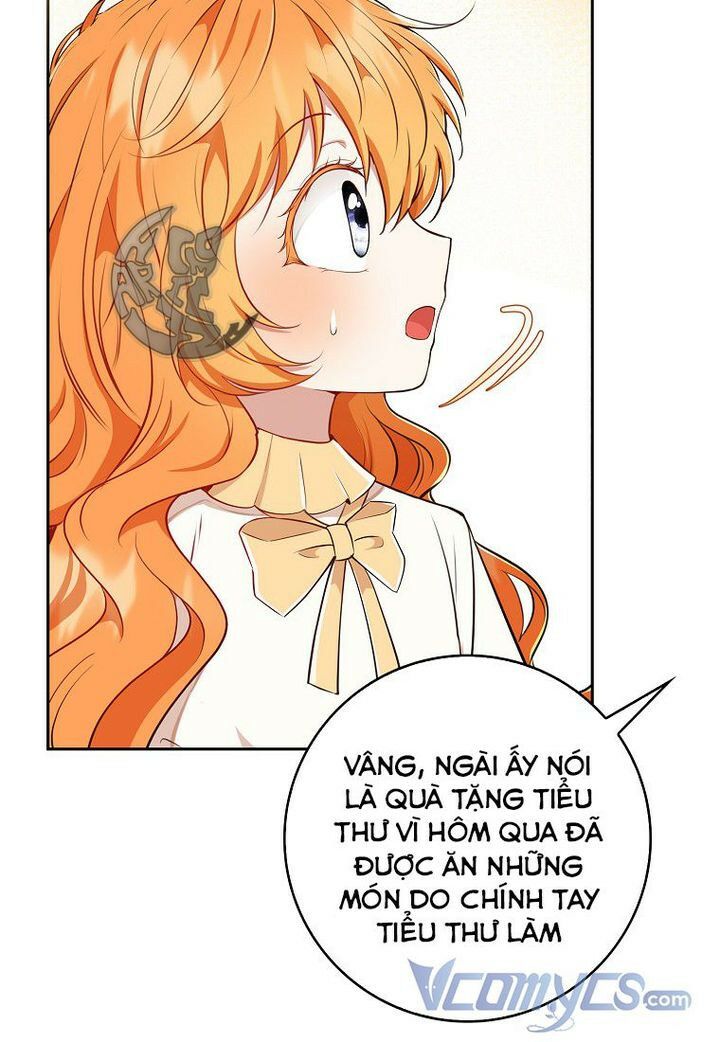 VÂNG, NGÀI ẤY NÓI
LÀ QUÀ TẶNG TIỂU
THƯ VÌ HÔM QUA ĐÃ
ĐƯỢC ĂN NHỮNG
MÓN DO CHÍNH TAY
TIỂU THƯ LÀM
VCOMYCS.com